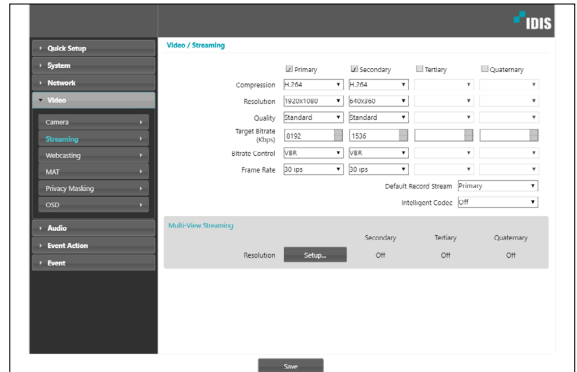 IDIS
Quick Setup
System
Network
Video
Camera
Streaming
Webcasting
MAT
Privacy Masking
OSD
Audio
Event Action
Event
Video / Streaming
Primary Secondary Tertiary Quaternary
Compression H.264 H.264
Resolution 1920x1080 640x360
Quality Standard Standard
Target Bitrate
(Kbps) 8192 1536
Bitrate Control VBR VBR
Frame Rate 30 ips 30 ips
Default Record Stream Primary
Intelligent Codec Off
Multi-View Streaming
Secondary Tertiary Quaternary
Resolution Setup... Off Off Off
Save